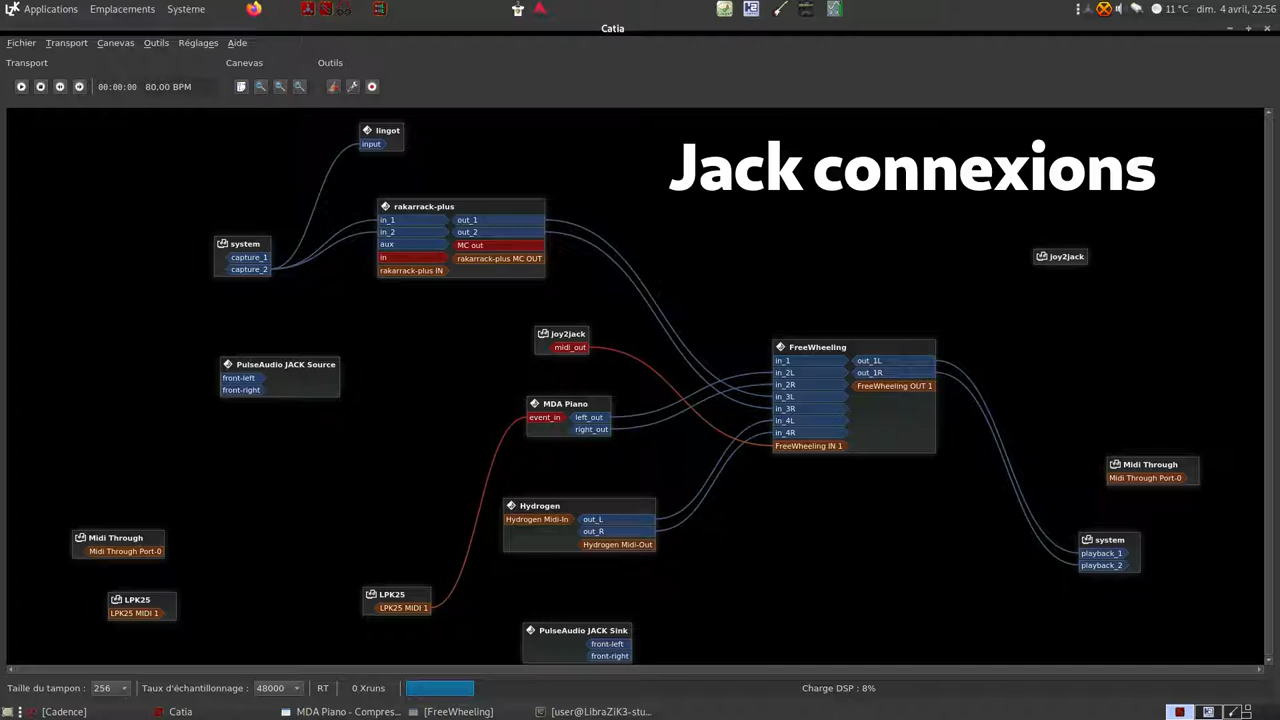 Applications Emplacements Système 11 °C dim. 4 avril, 22:56
Catia
Fichier Transport Canevas Outils Réglages Aide
Transport Canevas Outils
00:00:00 80.00 BPM
Jack connexions
lingot
input
rakarrack-plus
in_1 out_1
in_2 out_2
aux MC out
in rakarrack-plus MC OUT
rakarrack-plus IN
system
capture_1
capture_2
joy2jack
joy2jack
midi_out
PulseAudio JACK Source
front-left
front-right
FreeWheeling
in_1 out_1L
in_2L out_1R
in_2R FreeWheeling OUT 1
in_3L
in_3R
in_4L
in_4R
FreeWheeling IN 1
MDA Piano
event_in left_out
right_out
Midi Through
Midi Through Port-0
Hydrogen
Hydrogen Midi-In out_L
out_R
Hydrogen Midi-Out
Midi Through
Midi Through Port-0
system
playback_1
playback_2
LPK25
LPK25 MIDI 1
LPK25
LPK25 MIDI 1
PulseAudio JACK Sink
front-left
front-right
Taille du tampon : 256 Taux d'échantillonnage : 48000 RT 0 Xruns Charge DSP : 8%
[Cadence] Catia MDA Piano - Compres... [FreeWheeling] [user@LibraZiK3-stu...